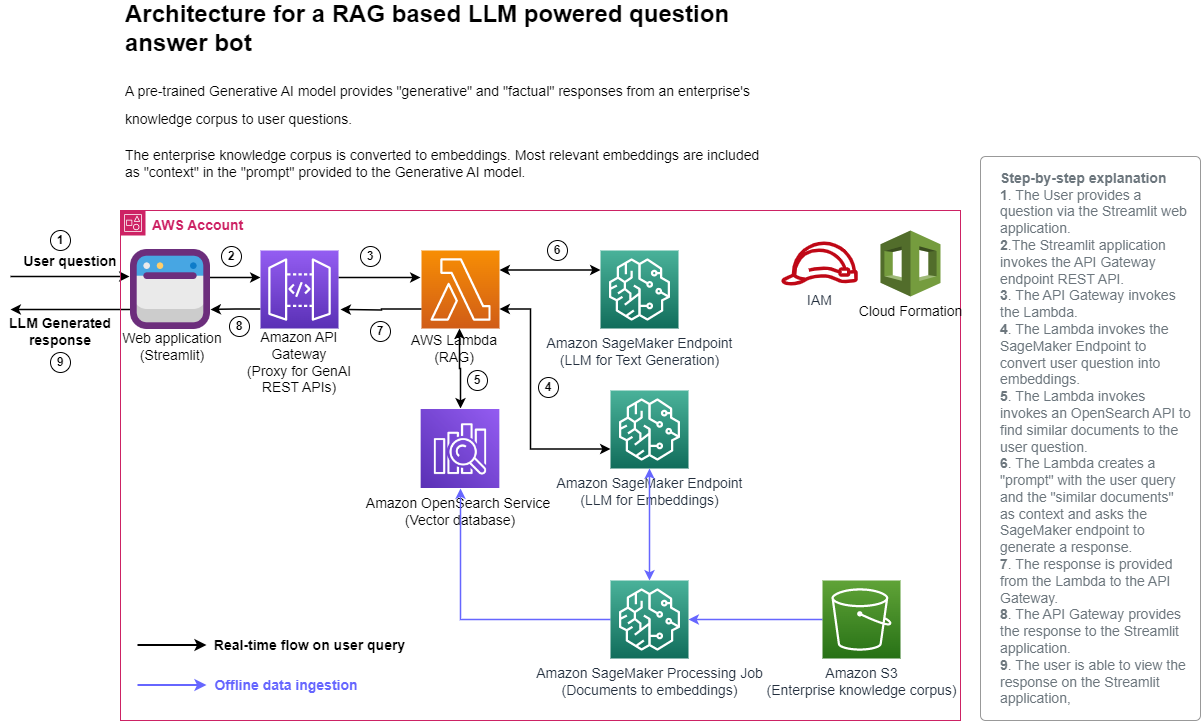 Architecture for a RAG based LLM powered question
answer bot
A pre-trained Generative AI model provides "generative" and "factual" responses from an enterprise's
knowledge corpus to user questions.
The enterprise knowledge corpus is converted to embeddings. Most relevant embeddings are included
as "context" in the "prompt" provided to the Generative AI model.
AWS Account
1
User question
2
3
6
LLM Generated
response
9
Web application
(Streamlit)
8
Amazon API
Gateway
(Proxy for GenAI
REST APIs)
7
AWS Lambda
(RAG)
Amazon SageMaker Endpoint
(LLM for Text Generation)
IAM
Cloud Formation
5
4
Amazon OpenSearch Service
(Vector database)
Amazon SageMaker Endpoint
(LLM for Embeddings)
Real-time flow on user query
Offline data ingestion
Amazon SageMaker Processing Job
(Documents to embeddings)
Amazon S3
(Enterprise knowledge corpus)
Step-by-step explanation
1. The User provides a
question via the Streamlit web
application.
2.The Streamlit application
invokes the API Gateway
endpoint REST API.
3. The API Gateway invokes
the Lambda.
4. The Lambda invokes the
SageMaker Endpoint to
convert user question into
embeddings.
5. The Lambda invokes
invokes an OpenSearch API to
find similar documents to the
user question.
6. The Lambda creates a
"prompt" with the user query
and the "similar documents"
as context and asks the
SageMaker endpoint to
generate a response.
7. The response is provided
from the Lambda to the API
Gateway.
8. The API Gateway provides
the response to the Streamlit
application.
9. The user is able to view the
response on the Streamlit
application,